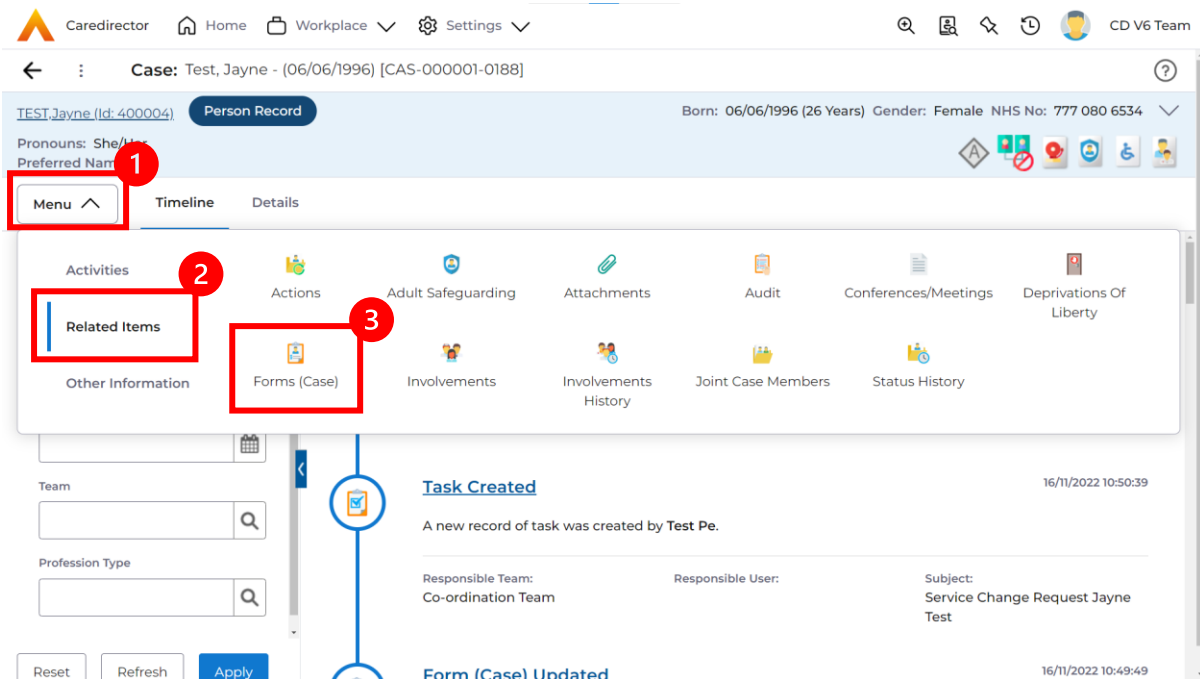 Caredirector Home Workplace Settings CD V6 Team
Case: Test, Jayne - (06/06/1996) [CAS-000001-0188]
TEST,Jayne (Id: 400004) Person Record Born: 06/06/1996 (26 Years) Gender: Female NHS No: 777 080 6534
Pronouns: She/Her
Preferred
1
Menu Timeline Details
Activities
2
Actions Adult Safeguarding Attachments Audit Conferences/Meetings Deprivations Of
Liberty
Related Items
3
Forms (Case) Involvements Involvements
History Joint Case Members Status History
Other Information
Team
Profession Type
Reset Refresh Apply
Task Created 16/11/2022 10:50:39
A new record of task was created by Test Pe.
Responsible Team: Responsible User: Subject:
Co-ordination Team Service Change Request Jayne
Test
Form (Case) Updated 16/11/2022 10:49:49